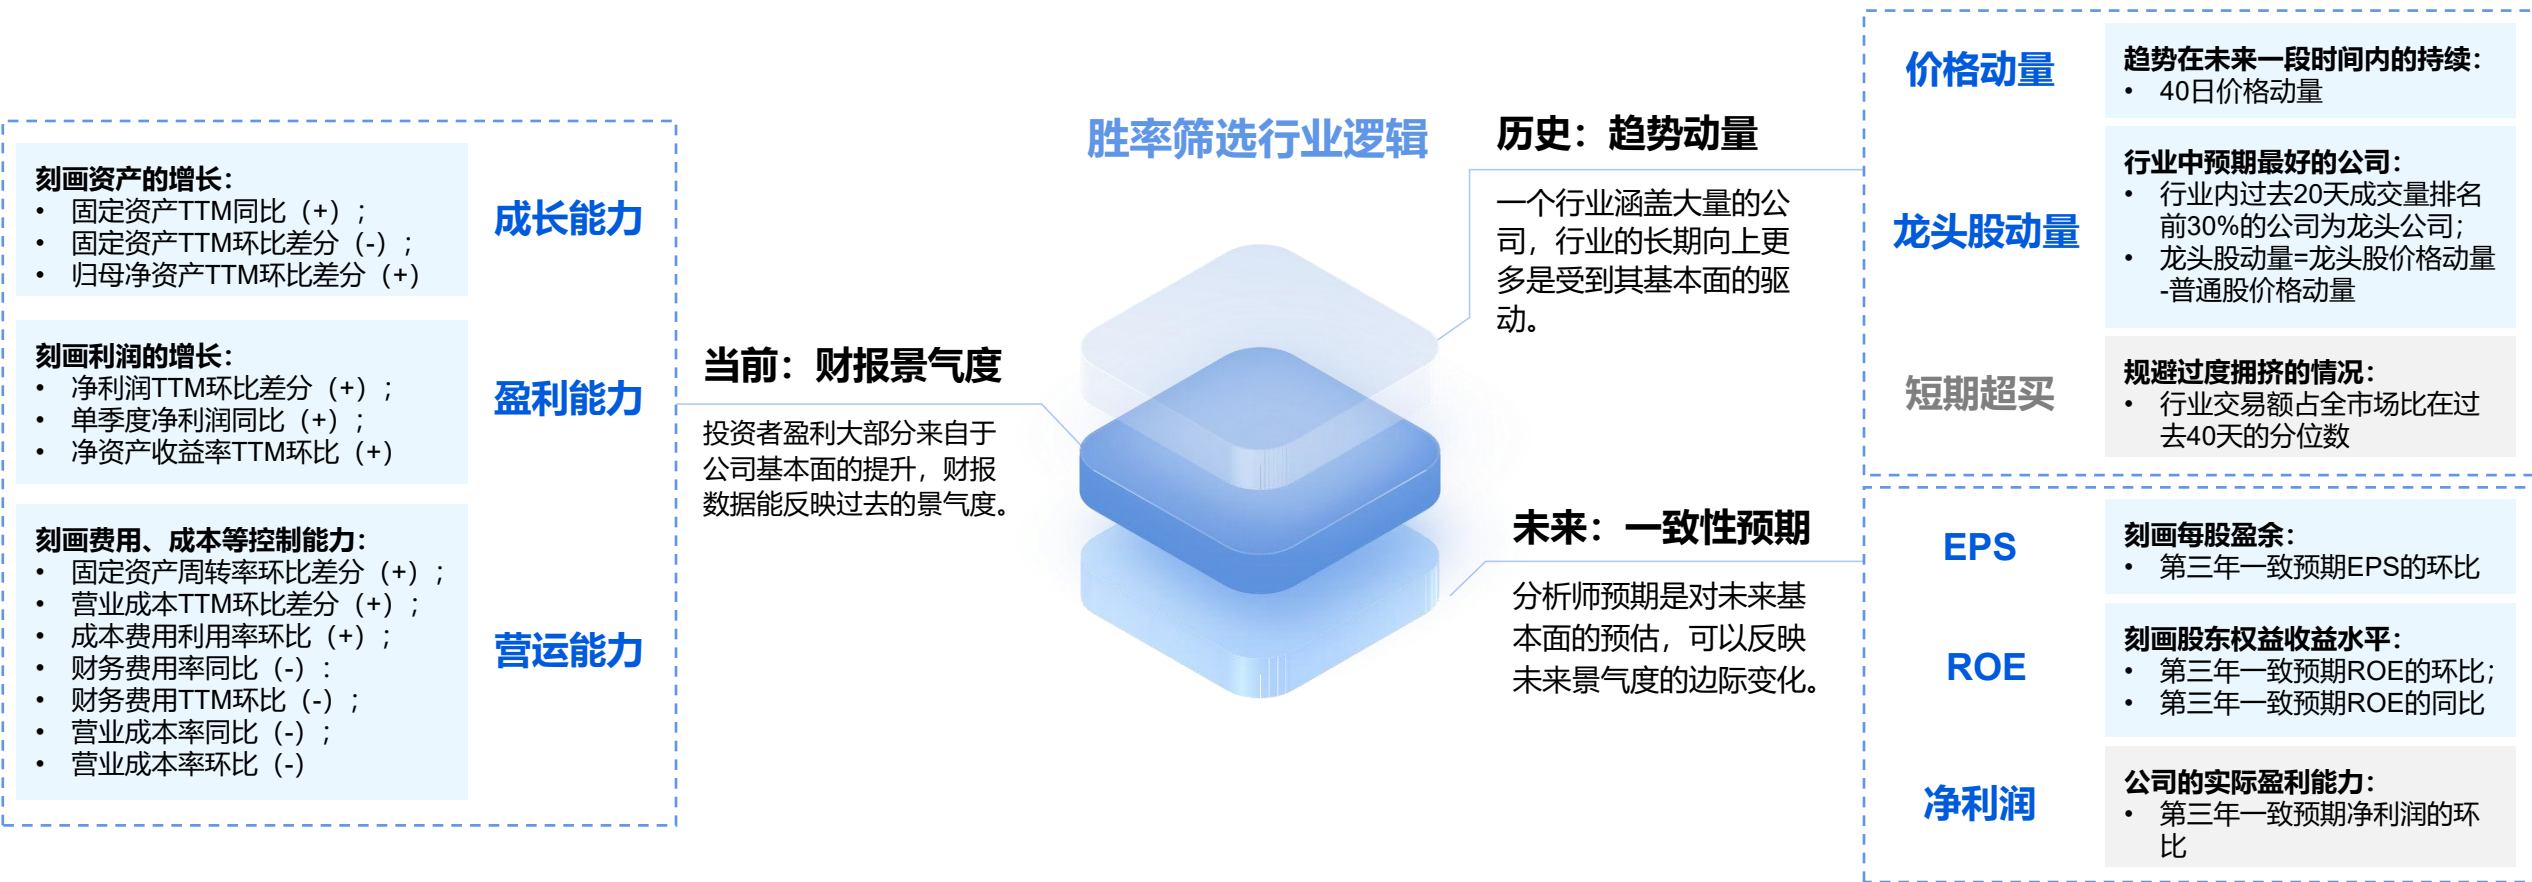 胜率筛选行业逻辑
刻画资产的增长：
• 固定资产TTM同比（+）；
• 固定资产TTM环比差分（-）；
• 归母净资产TTM环比差分（+）
成长能力
刻画利润的增长：
• 净利润TTM环比差分（+）；
• 单季度净利润同比（+）；
• 净资产收益率TTM环比（+）
盈利能力
刻画费用、成本等控制能力：
• 固定资产周转率环比差分（+）；
• 营业成本TTM环比差分（+）；
• 成本费用利用率环比（+）；
• 财务费用率同比（-）：
• 财务费用TTM环比（-）；
• 营业成本率同比（-）；
• 营业成本率环比（-）
营运能力
当前：财报景气度
投资者盈利大部分来自于
公司基本面的提升，财报
数据能反映过去的景气度。
历史：趋势动量
一个行业涵盖大量的公
司，行业的长期向上更
多是受到其基本面的驱
动。
价格动量
趋势在未来一段时间内的持续：
• 40日价格动量
龙头股动量
行业中预期最好的公司：
• 行业内过去20天成交量排名
前30%的公司为龙头公司；
• 龙头股动量=龙头股价格动量
-普通股价格动量
短期超买
规避过度拥挤的情况：
• 行业交易额占全市场比在过
去40天的分位数
未来：一致性预期
分析师预期是对未来基
本面的预估，可以反映
未来景气度的边际变化。
EPS
刻画每股盈余：
• 第三年一致预期EPS的环比
ROE
刻画股东权益收益水平：
• 第三年一致预期ROE的环比；
• 第三年一致预期ROE的同比
净利润
公司的实际盈利能力：
• 第三年一致预期净利润的环
比